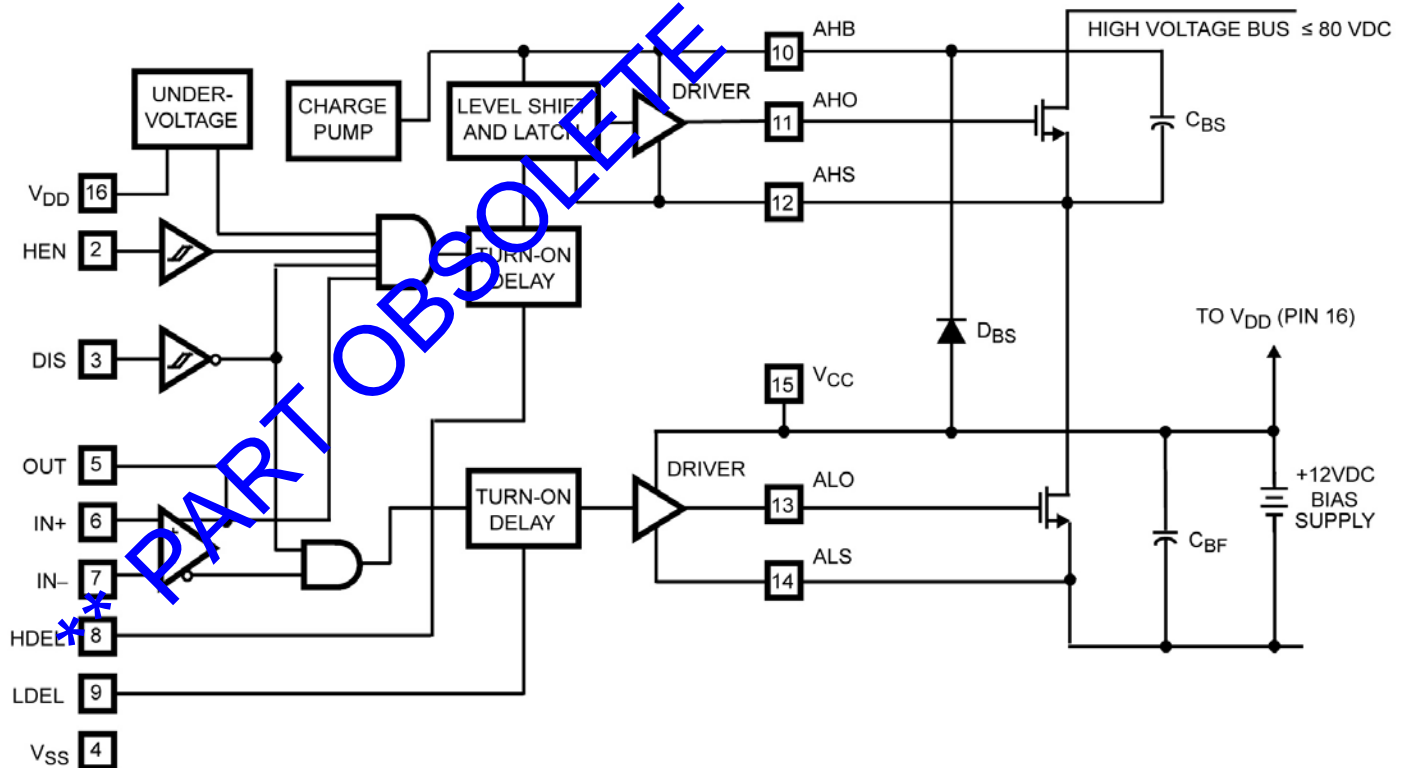 HIGH VOLTAGE BUS ≤ 80 VDC
AHB
10
UNDER-
VOLTAGE
CHARGE
PUMP
LEVEL SHIFT
AND LATCH
DRIVER
AHO
11
CBS
AHS
12
VDD 16
HEN 2
TURN-ON
DELAY
DIS 3
DBS
TO VDD (PIN 16)
VCC
15
OUT 5
IN+ 6
+
IN– 7
HDEL 8
LDEL 9
VSS 4
TURN-ON
DELAY
DRIVER
ALO
13
ALS
14
CBF
+12VDC
BIAS
SUPPLY
** PART OBSOLETE